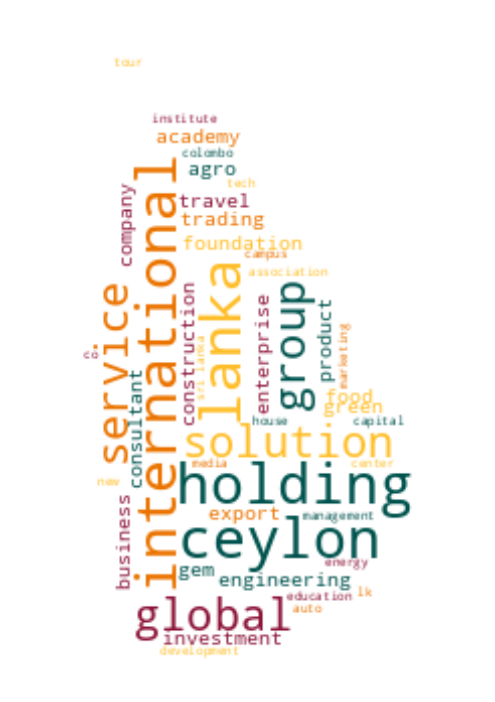 tour
institute
academy
colombo
agro
tech
company
international
travel
trading
foundation
campus
association
lanka
service
construction
group
enterprise
product
marketing
sri lanka
co
consultant
food
green
house
capital
solution
media
center
holding
new
business
export
management
ceylon
energy
gem
engineering
education
lk
global
auto
investment
development